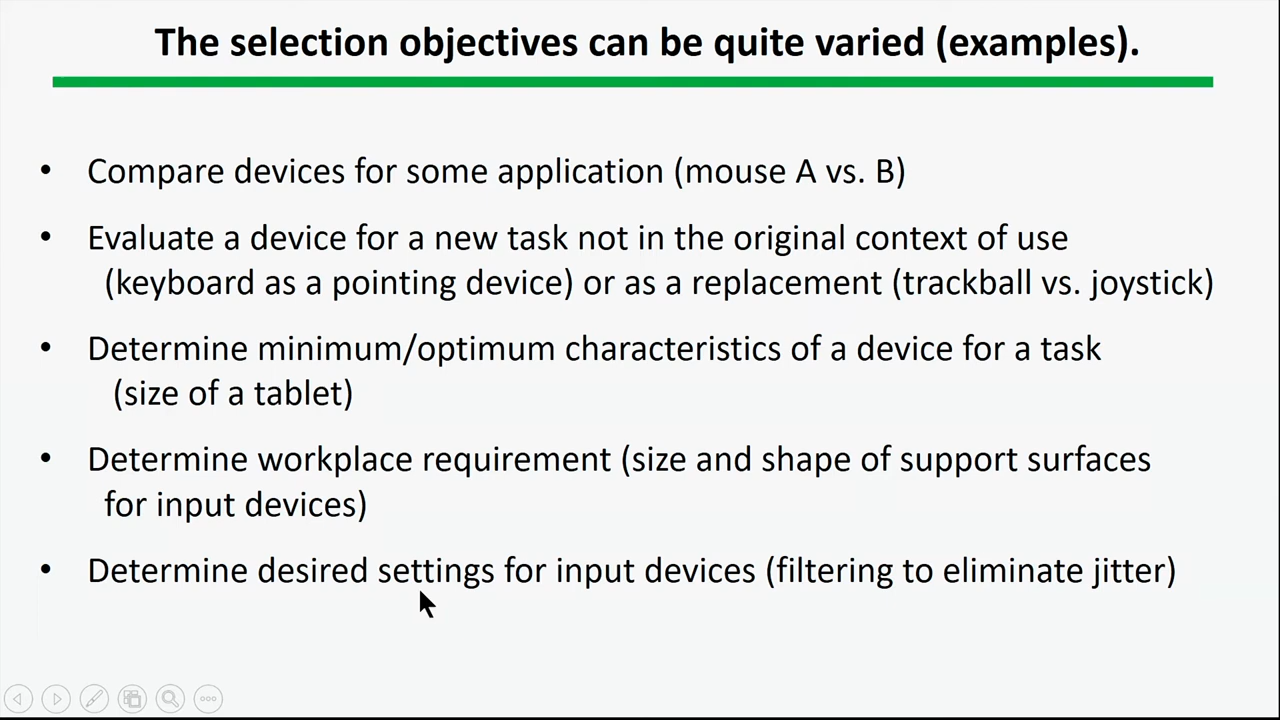 The selection objectives can be quite varied (examples).
• Compare devices for some application (mouse A vs. B)
• Evaluate a device for a new task not in the original context of use
(keyboard as a pointing device) or as a replacement (trackball vs. joystick)
• Determine minimum/optimum characteristics of a device for a task
(size of a tablet)
• Determine workplace requirement (size and shape of support surfaces
for input devices)
• Determine desired settings for input devices (filtering to eliminate jitter)